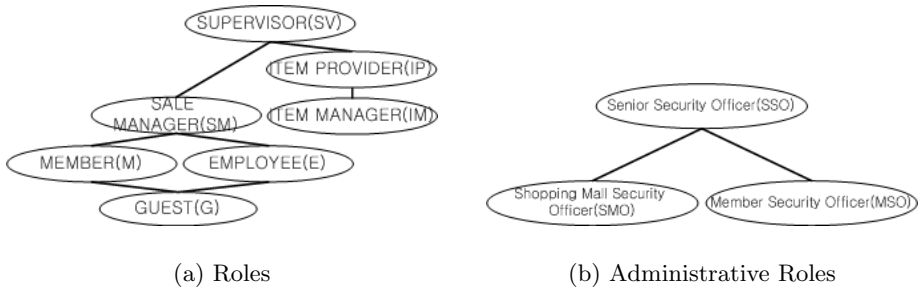 SUPERVISOR(SV)
ITEM PROVIDER(IP)
SALE
MANAGER(SM)
ITEM MANAGER(IM)
MEMBER(M)
EMPLOYEE(E)
GUEST(G)
(a) Roles
Senior Security Officer(SSO)
Shopping Mall Security
Officer(SMO)
Member Security Officer(MSO)
(b) Administrative Roles